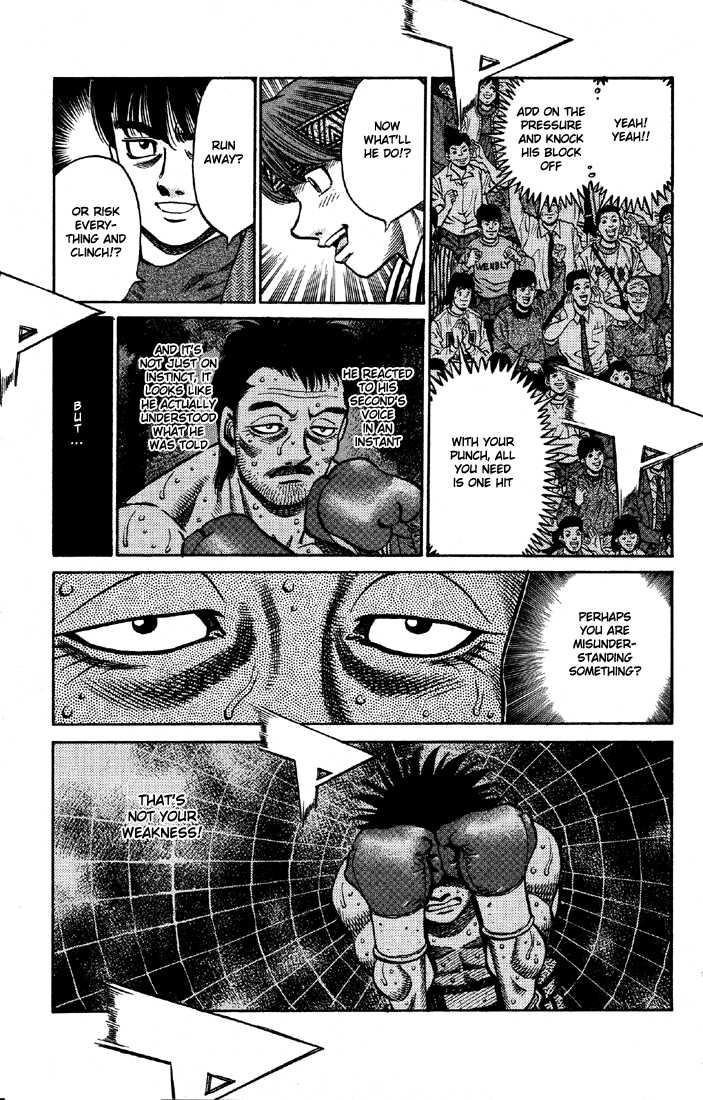 YEAH!
YEAH!!
ADD ON THE
PRESSURE
AND KNOCK
HIS BLOCK
OFF
WEMBLY
WITH YOUR
PUNCH, ALL
YOU NEED
IS ONE HIT
NOW
WHAT'LL
HE DO!?
RUN
AWAY?
OR RISK
EVERY-
THING AND
CLINCH!?
HE REACTED
TO HIS
SECOND'S
VOICE
IN AN
INSTANT
AND IT'S
NOT JUST ON
INSTINCT. IT
LOOKS LIKE
HE ACTUALLY
UNDERSTOOD
WHAT HE
WAS TOLD
BUT...
PERHAPS
YOU ARE
MISUNDER-
STANDING
SOMETHING?
THAT'S
NOT YOUR
WEAKNESS!